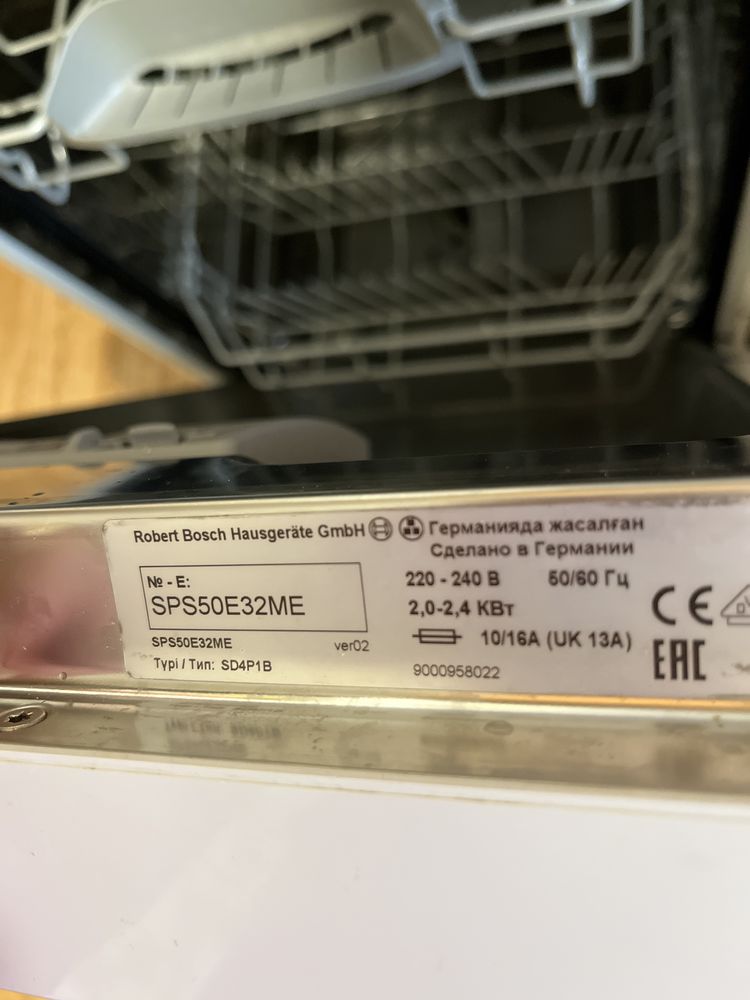 Robert Bosch Hausgeräte GmbH
Германияда жасалған
Сделано в Германии
№ - E:
SPS50E32ME
SPS50E32ME ver02
Typi / Тип: SD4P1B
220 - 240 В 50/60 Гц
2,0-2,4 КВт
10/16A (UK 13A)
9000958022
CE
EAC